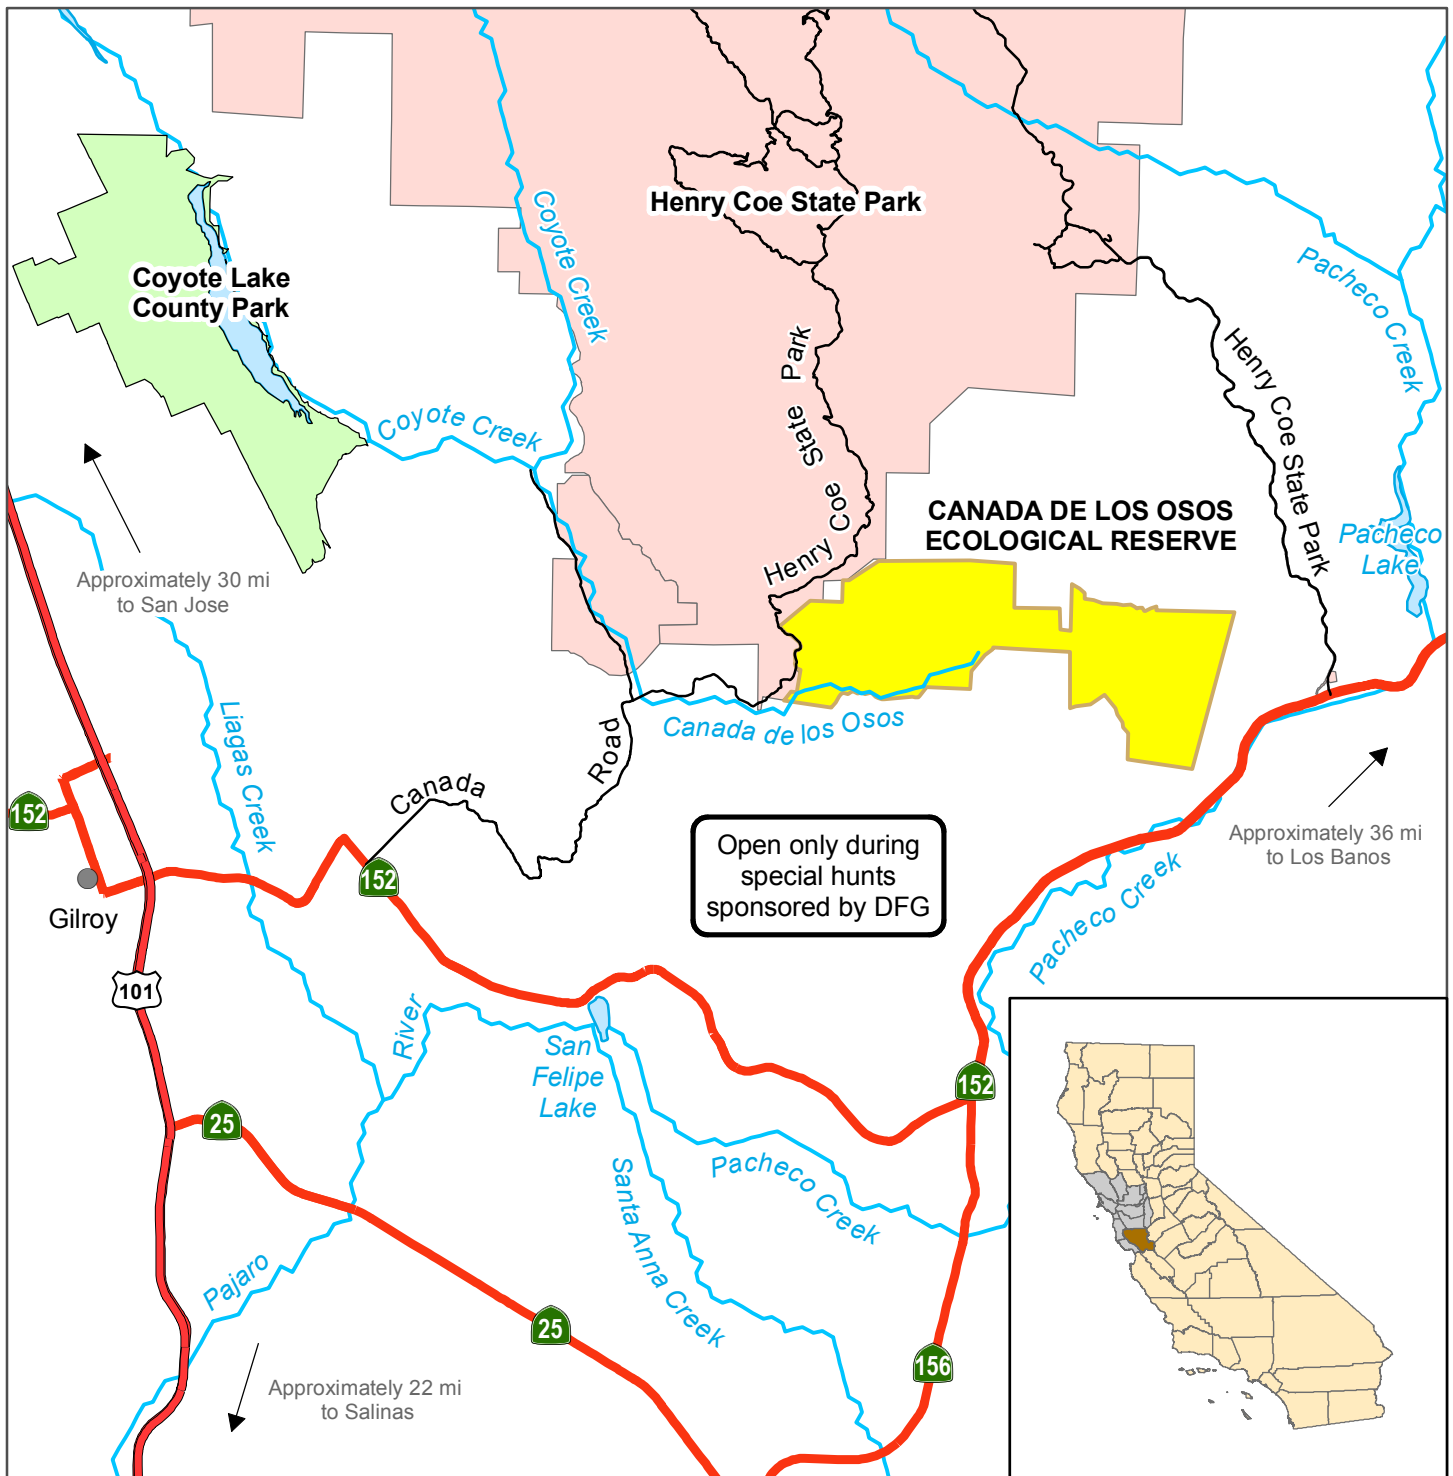 Henry Coe State Park
Coyote Creek
Pacheco Creek
Coyote Lake
County Park
Henry Coe State Park
Henry Coe State Park
Coyote Creek
CANADA DE LOS OSOS
ECOLOGICAL RESERVE
Pacheco
Lake
Approximately 30 mi
to San Jose
Liagas Creek
Canada de los Osos
Canada Road
152
Open only during
special hunts
sponsored by DFG
Approximately 36 mi
to Los Banos
152
Gilroy
Pacheco Creek
101
River
San
Felipe
Lake
152
25
Pacheco Creek
Santa Anna Creek
Pajaro
25
156
Approximately 22 mi
to Salinas